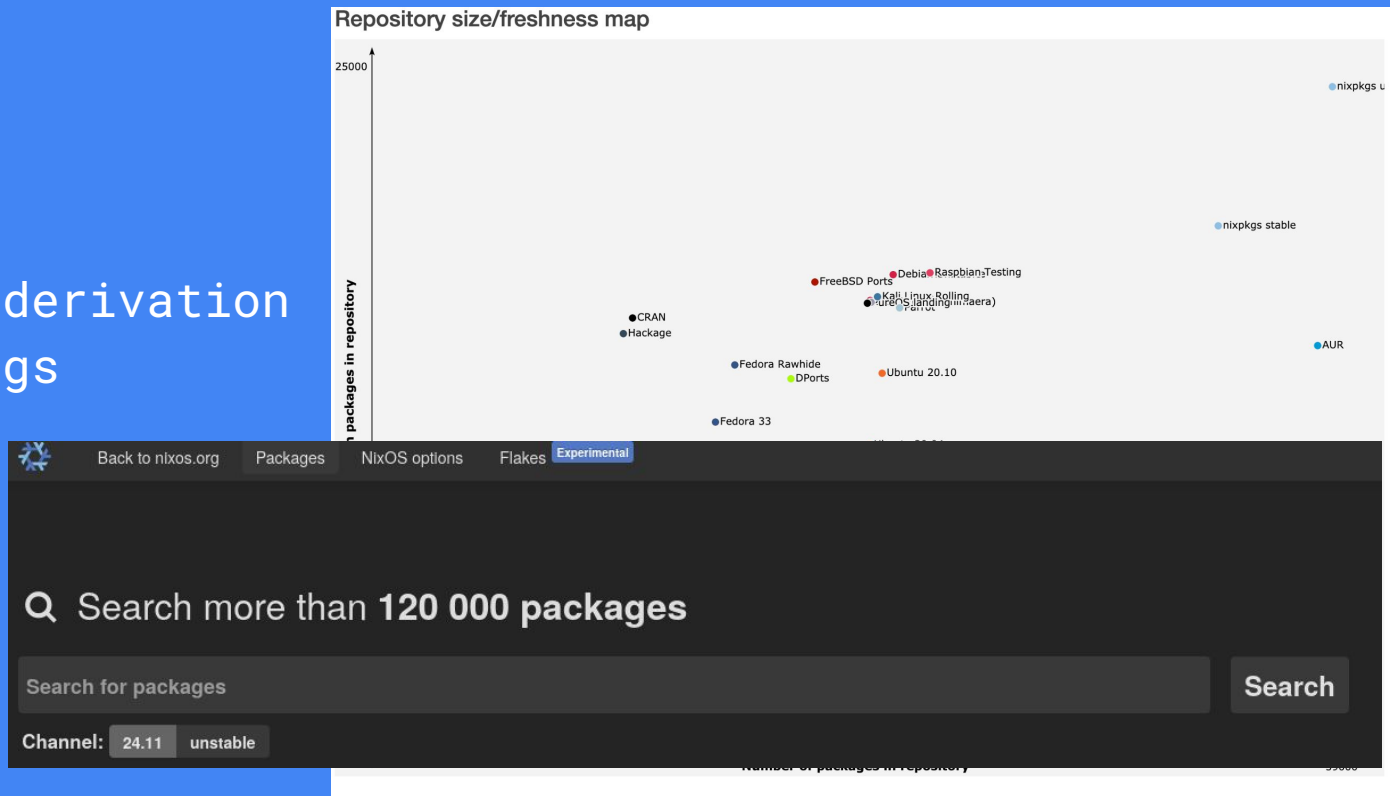 Repository size/freshness map
25000
nixpkgs u
nixpkgs stable
Raspbian Testing
FreeBSD Ports
Kali Linux Rolling
CRAN
Hackage
AUR
Fedora Rawhide
DPorts
Ubuntu 20.10
Fedora 33
packages in repository
derivation
gs
Back to nixos.org Packages NixOS options Flakes Experimental
Search more than 120 000 packages
Search for packages Search
Channel: 24.11 unstable
Number of packages in repository